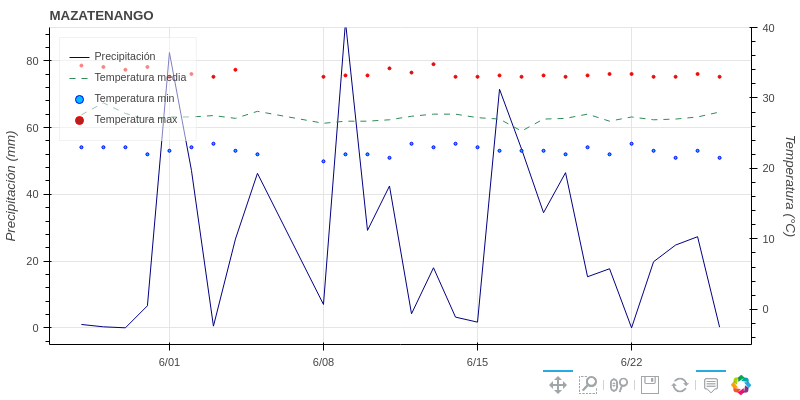 MAZATENANGO
Precipitación
Temperatura media
Temperatura min
Temperatura max
80
60
40
20
0
Precipitación (mm)
40
30
20
10
0
Temperatura (°C)
6/01
6/08
6/15
6/22